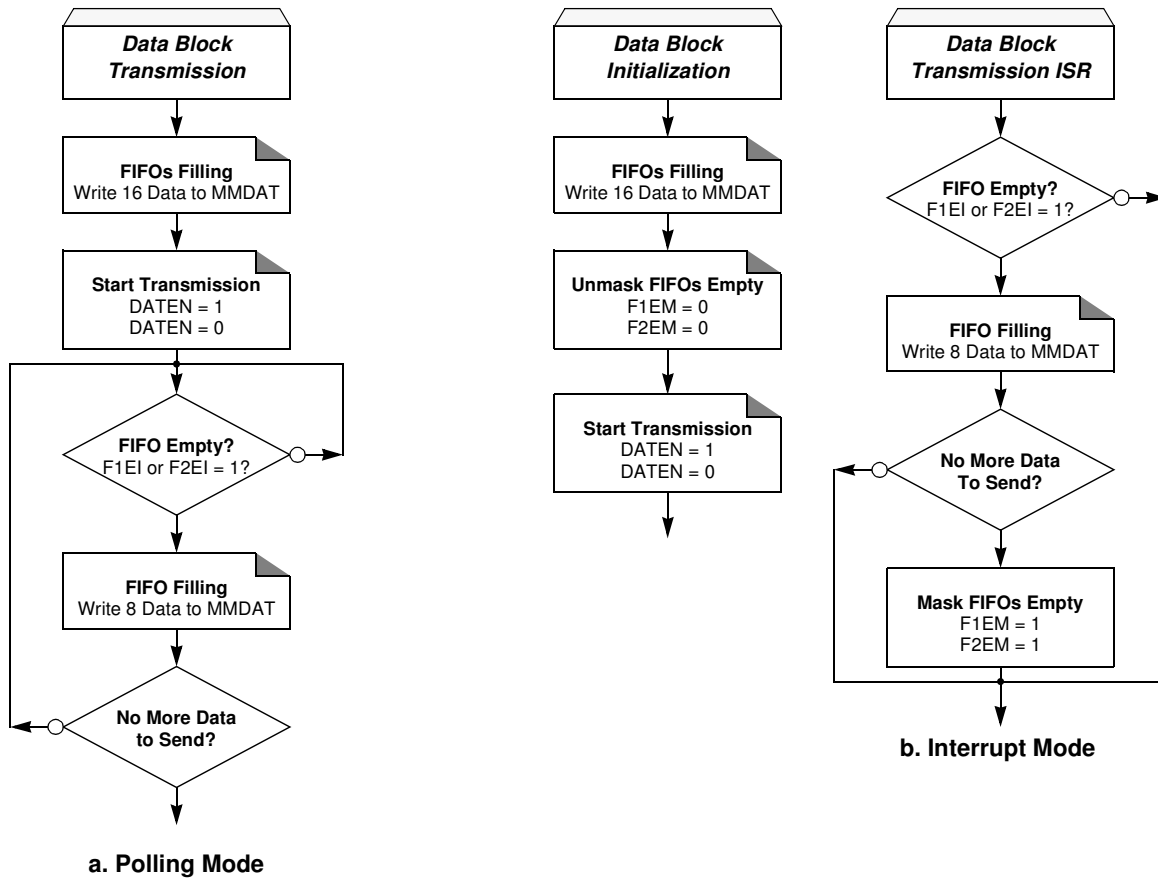 Data Block
Transmission
FIFOs Filling
Write 16 Data to MMDAT
Start Transmission
DATEN = 1
DATEN = 0
FIFO Empty?
F1EI or F2EI = 1?
FIFO Filling
Write 8 Data to MMDAT
No More Data
to Send?
a. Polling Mode
Data Block
Initialization
FIFOs Filling
Write 16 Data to MMDAT
Unmask FIFOs Empty
F1EM = 0
F2EM = 0
Start Transmission
DATEN = 1
DATEN = 0
Data Block
Transmission ISR
FIFO Empty?
F1EI or F2EI = 1?
FIFO Filling
Write 8 Data to MMDAT
No More Data
To Send?
Mask FIFOs Empty
F1EM = 1
F2EM = 1
b. Interrupt Mode